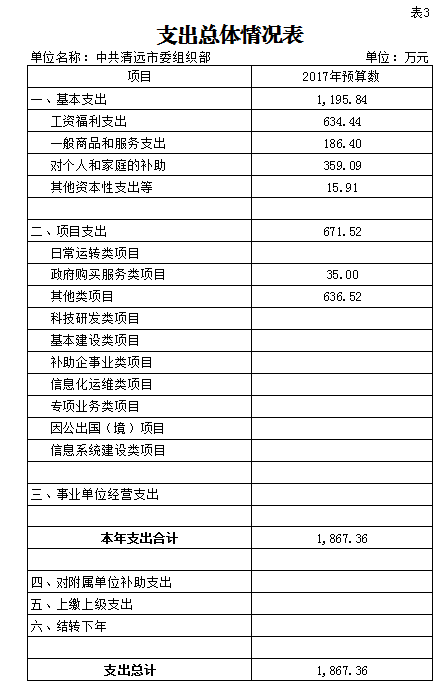 表3
支出总体情况表
单位名称：中共清远市委组织部 单位：万元
项目 2017年预算数
一、基本支出 1,195.84
工资福利支出 634.44
一般商品和服务支出 186.40
对个人和家庭的补助 359.09
其他资本性支出等 15.91
二、项目支出 671.52
日常运转类项目
政府购买服务类项目 35.00
其他类项目 636.52
科技研发类项目
基本建设类项目
补助企事业类项目
信息化运维类项目
专项业务类项目
因公出国（境）项目
信息系统建设类项目
三、事业单位经营支出
本年支出合计 1,867.36
四、对附属单位补助支出
五、上缴上级支出
六、结转下年
支出总计 1,867.36